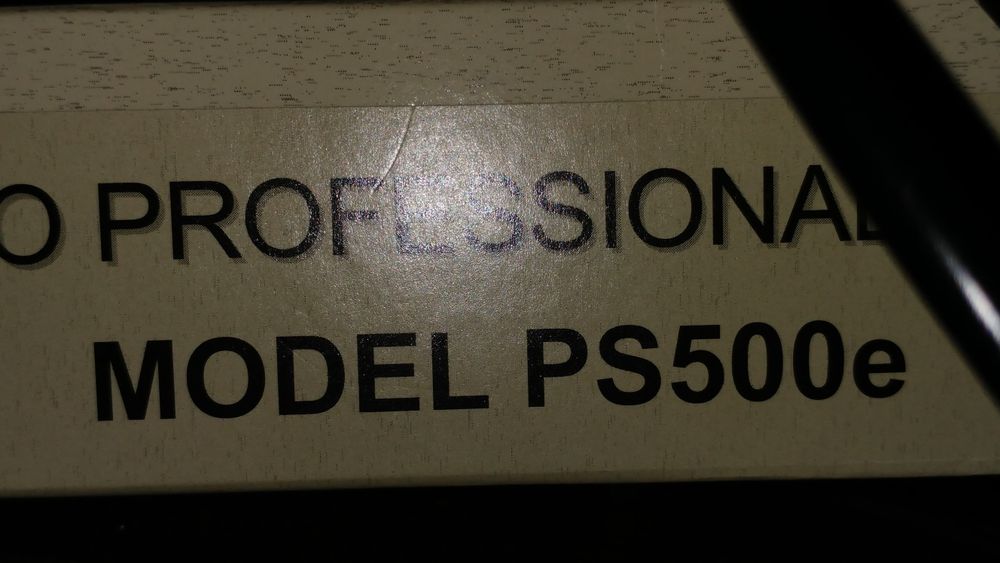 O PROFESSIONAL
MODEL PS500e